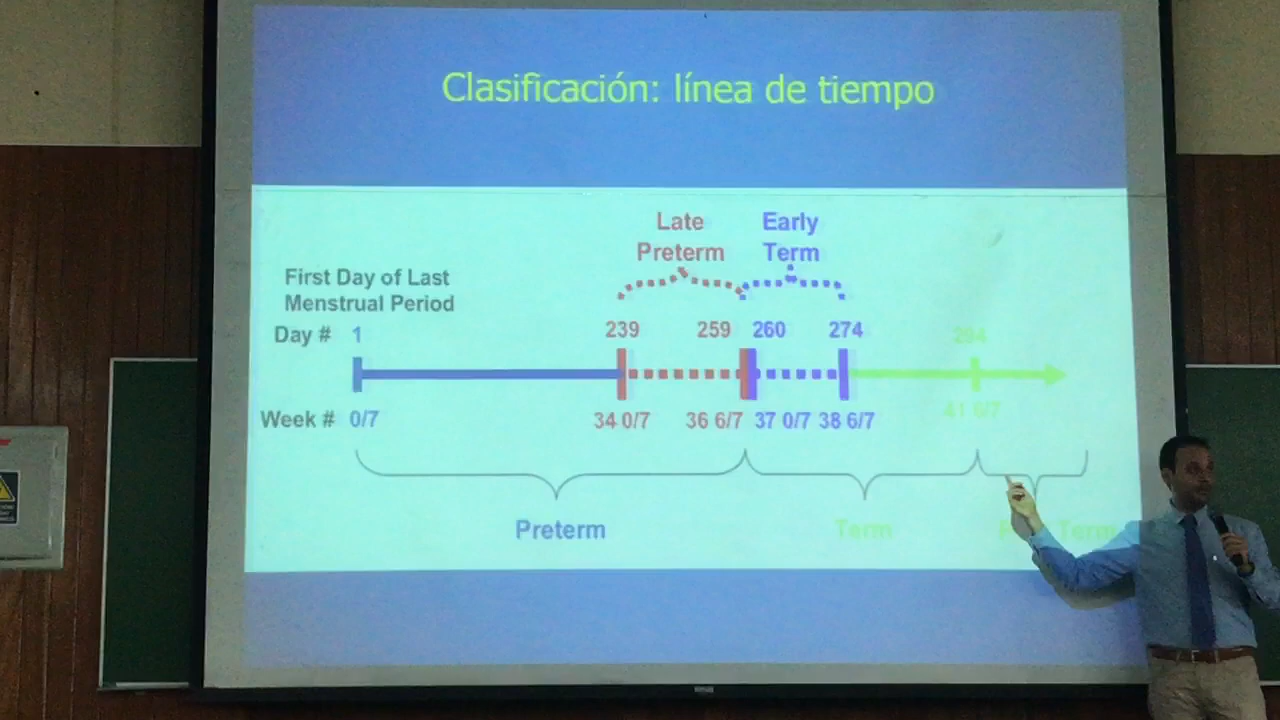 Clasificación: línea de tiempo
Late
Preterm
Early
Term
First Day of Last
Menstrual Period
Day # 1 239 259 260 274 294
Week # 0/7 34 0/7 36 6/7 37 0/7 38 6/7 41 6/7
Preterm Term Term